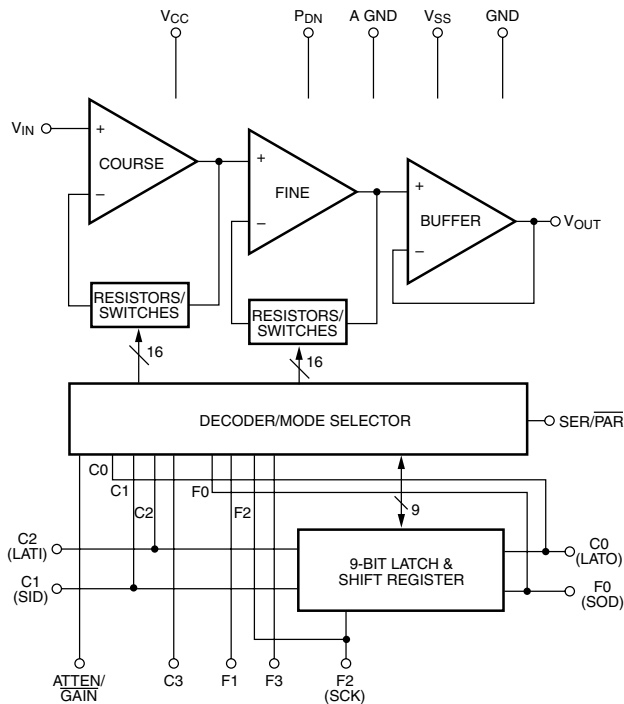 VCC
PDN
A GND
VSS
GND
VIN
+
COURSE
−
+
FINE
−
+
BUFFER
−
VOUT
RESISTORS/
SWITCHES
RESISTORS/
SWITCHES
16
16
DECODER/MODE SELECTOR
SER/PAR
C0
C1
C2
F0
F2
9
C2
(LATI)
C1
(SID)
9-BIT LATCH &
SHIFT REGISTER
C0
(LATO)
F0
(SOD)
ATTEN/
GAIN
C3
F1
F3
F2
(SCK)